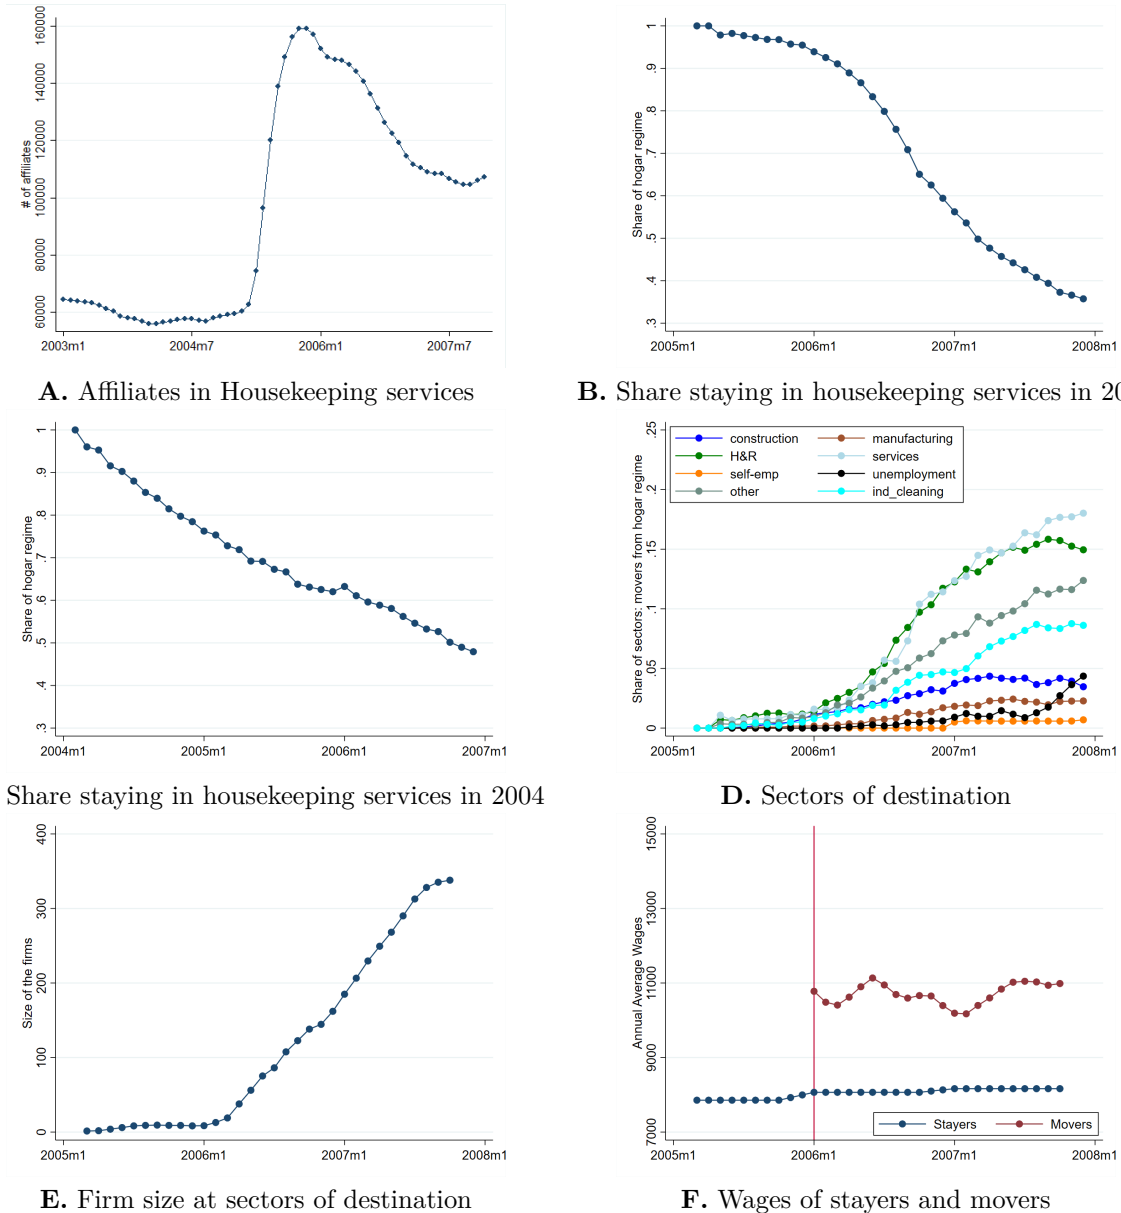 160000
140000
120000
100000
80000
60000
# of affiliates
2003m1 2004m7 2006m1 2007m7
A. Affiliates in Housekeeping services
1
.9
.8
.7
.6
.5
.4
.3
Share of hogar regime
2005m1 2006m1 2007m1 2008m1
B. Share staying in housekeeping services in 20
1
.9
.8
.7
.6
.5
.4
.3
Share of hogar regime
2004m1 2005m1 2006m1 2007m1
Share staying in housekeeping services in 2004
.25
.2
.15
.1
.05
0
Share of sectors: movers from hogar regime
construction manufacturing
H&R services
self-emp unemployment
other ind_cleaning
2005m1 2006m1 2007m1 2008m1
D. Sectors of destination
400
300
200
100
0
Size of the firms
2005m1 2006m1 2007m1 2008m1
E. Firm size at sectors of destination
15000
13000
11000
9000
7000
Annual Average Wages
Stayers Movers
2005m1 2006m1 2007m1 2008m1
F. Wages of stayers and movers